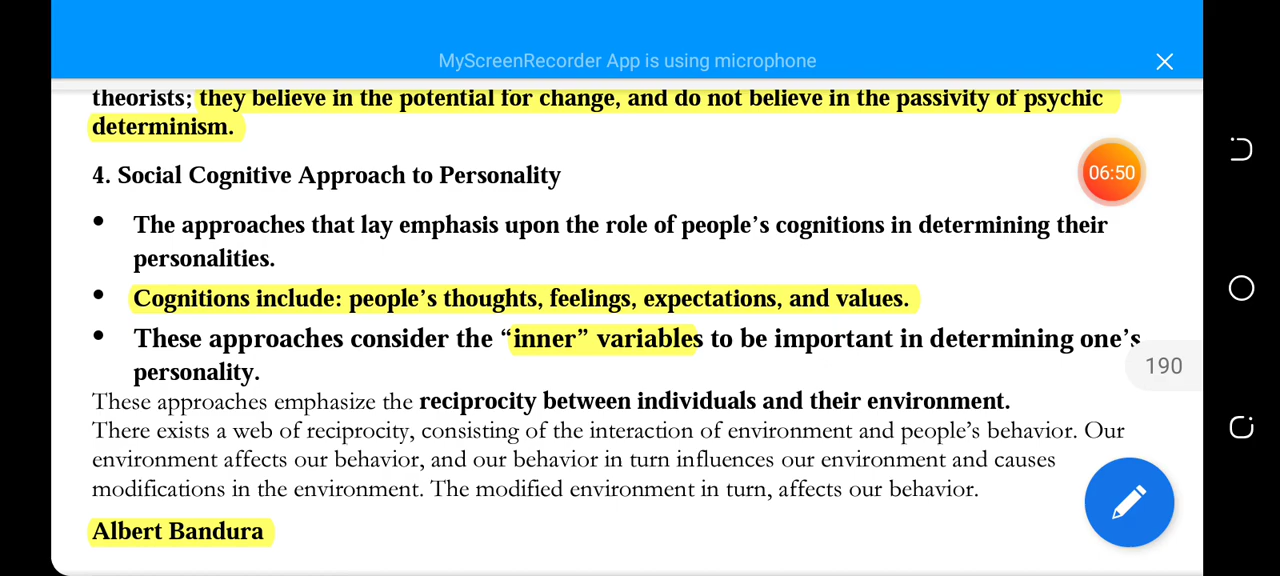 MyScreenRecorder App is using microphone
theorists; they believe in the potential for change, and do not believe in the passivity of psychic
determinism.
4. Social Cognitive Approach to Personality
06:50
• The approaches that lay emphasis upon the role of people’s cognitions in determining their
personalities.
• Cognitions include: people’s thoughts, feelings, expectations, and values.
• These approaches consider the “inner” variables to be important in determining one’s
personality.
190
These approaches emphasize the reciprocity between individuals and their environment.
There exists a web of reciprocity, consisting of the interaction of environment and people’s behavior. Our
environment affects our behavior, and our behavior in turn influences our environment and causes
modifications in the environment. The modified environment in turn, affects our behavior.
Albert Bandura